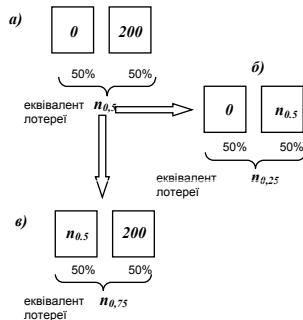 а)
0 200
50% 50%
еквівалент n0,5
лотереї
б)
0 n0.5
50% 50%
еквівалент n0,25
лотереї
в)
n0.5 200
50% 50%
еквівалент n0,75
лотереї